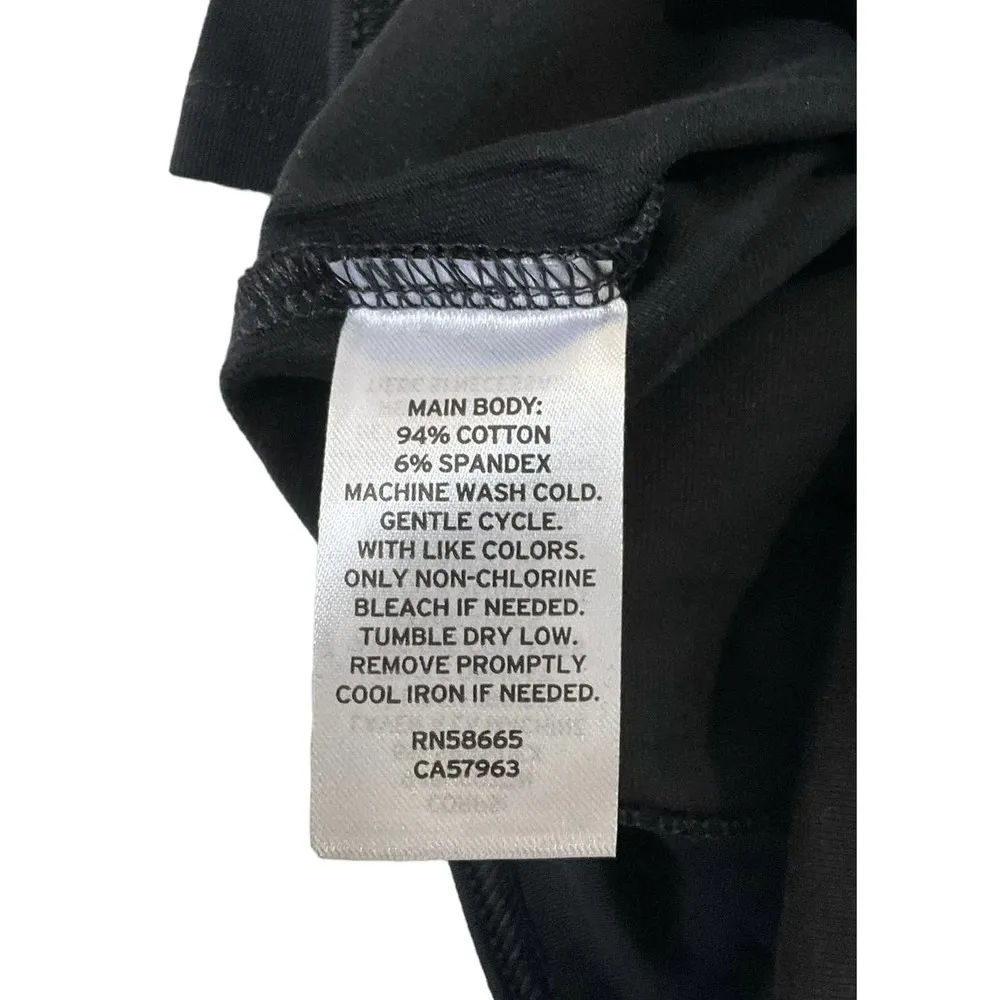 MAIN BODY:
94% COTTON
6% SPANDEX
MACHINE WASH COLD.
GENTLE CYCLE.
WITH LIKE COLORS.
ONLY NON-CHLORINE
BLEACH IF NEEDED.
TUMBLE DRY LOW.
REMOVE PROMPTLY
COOL IRON IF NEEDED.
RN58665
CA57963